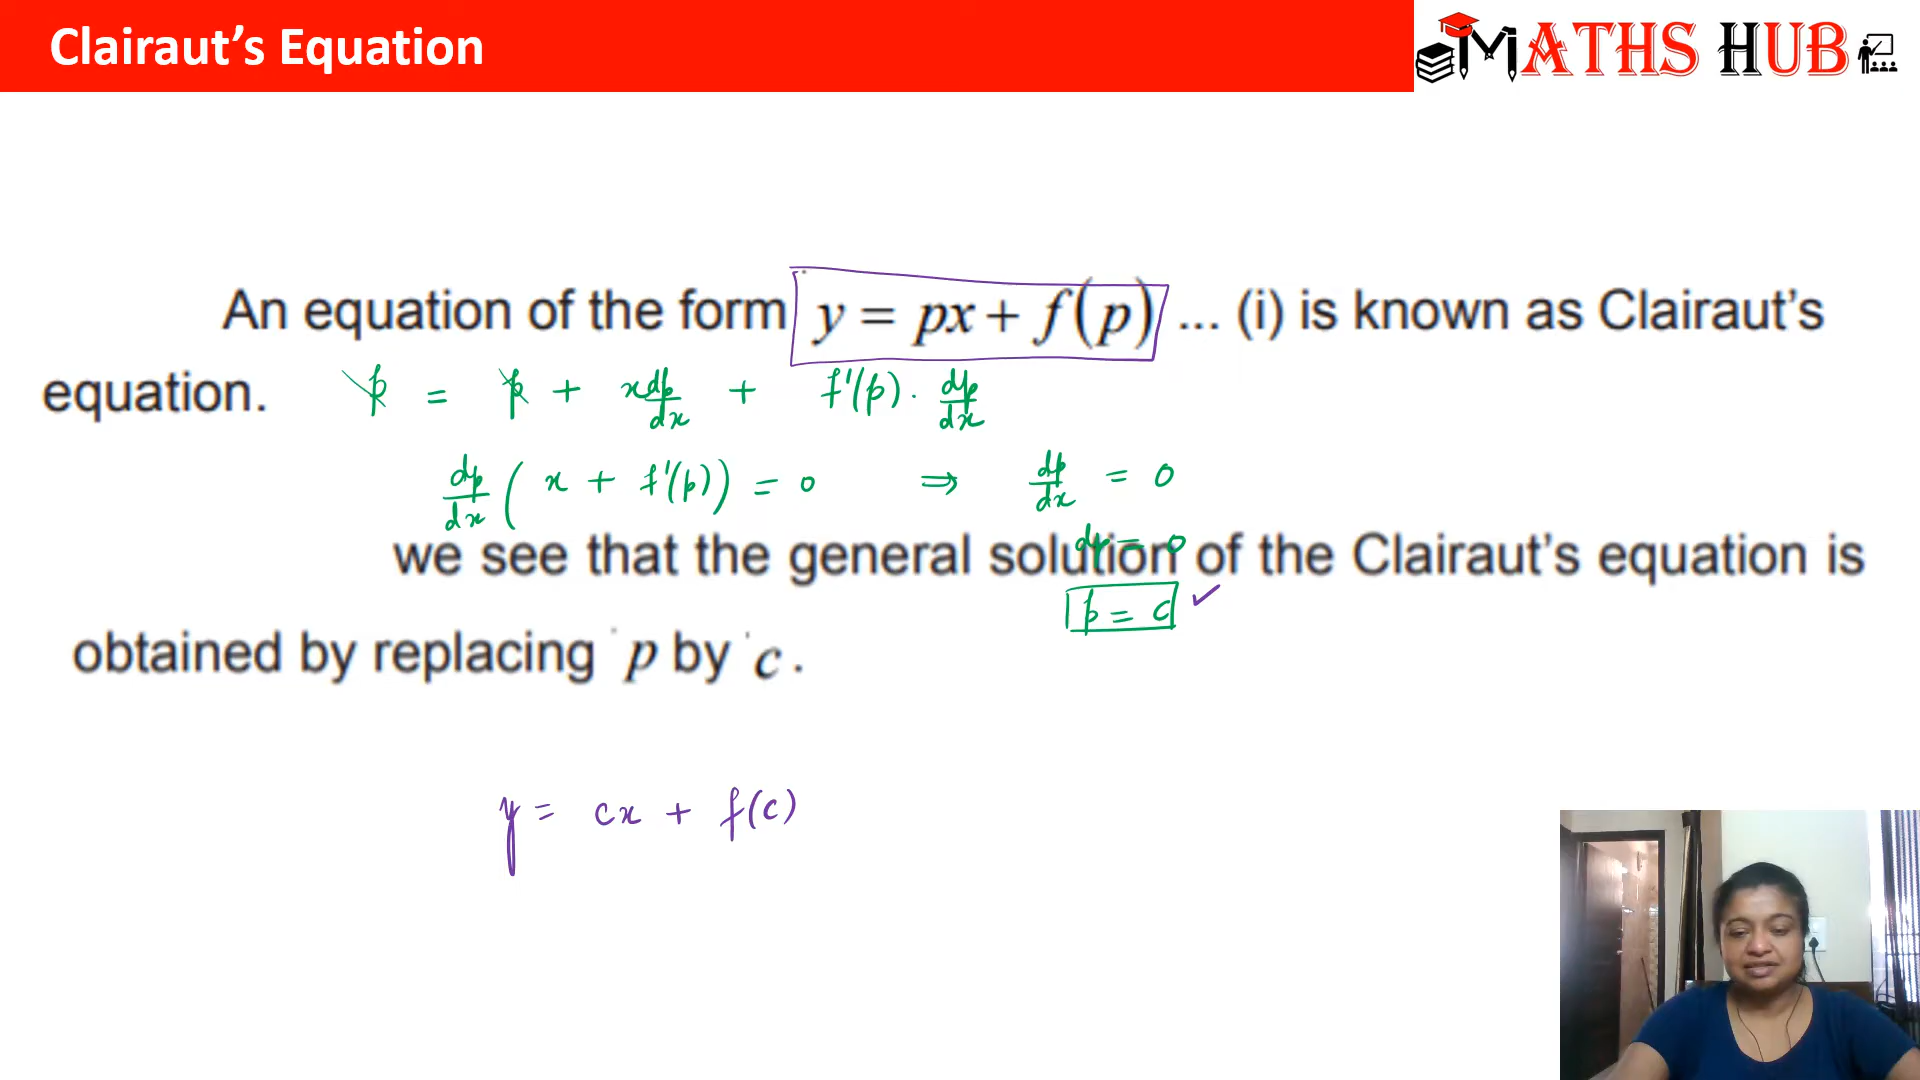 Clairaut's Equation
MATHS HUB
An equation of the form y = px + f(p) ... (i) is known as Clairaut's
equation.
p = p + x dp/dx + f'(p) · dp/dx
dp/dx ( x + f'(p) ) = 0 ⇒ dp/dx = 0
dp = 0
we see that the general solution of the Clairaut's equation is
p = c ✓
obtained by replacing p by c.
y = cx + f(c)